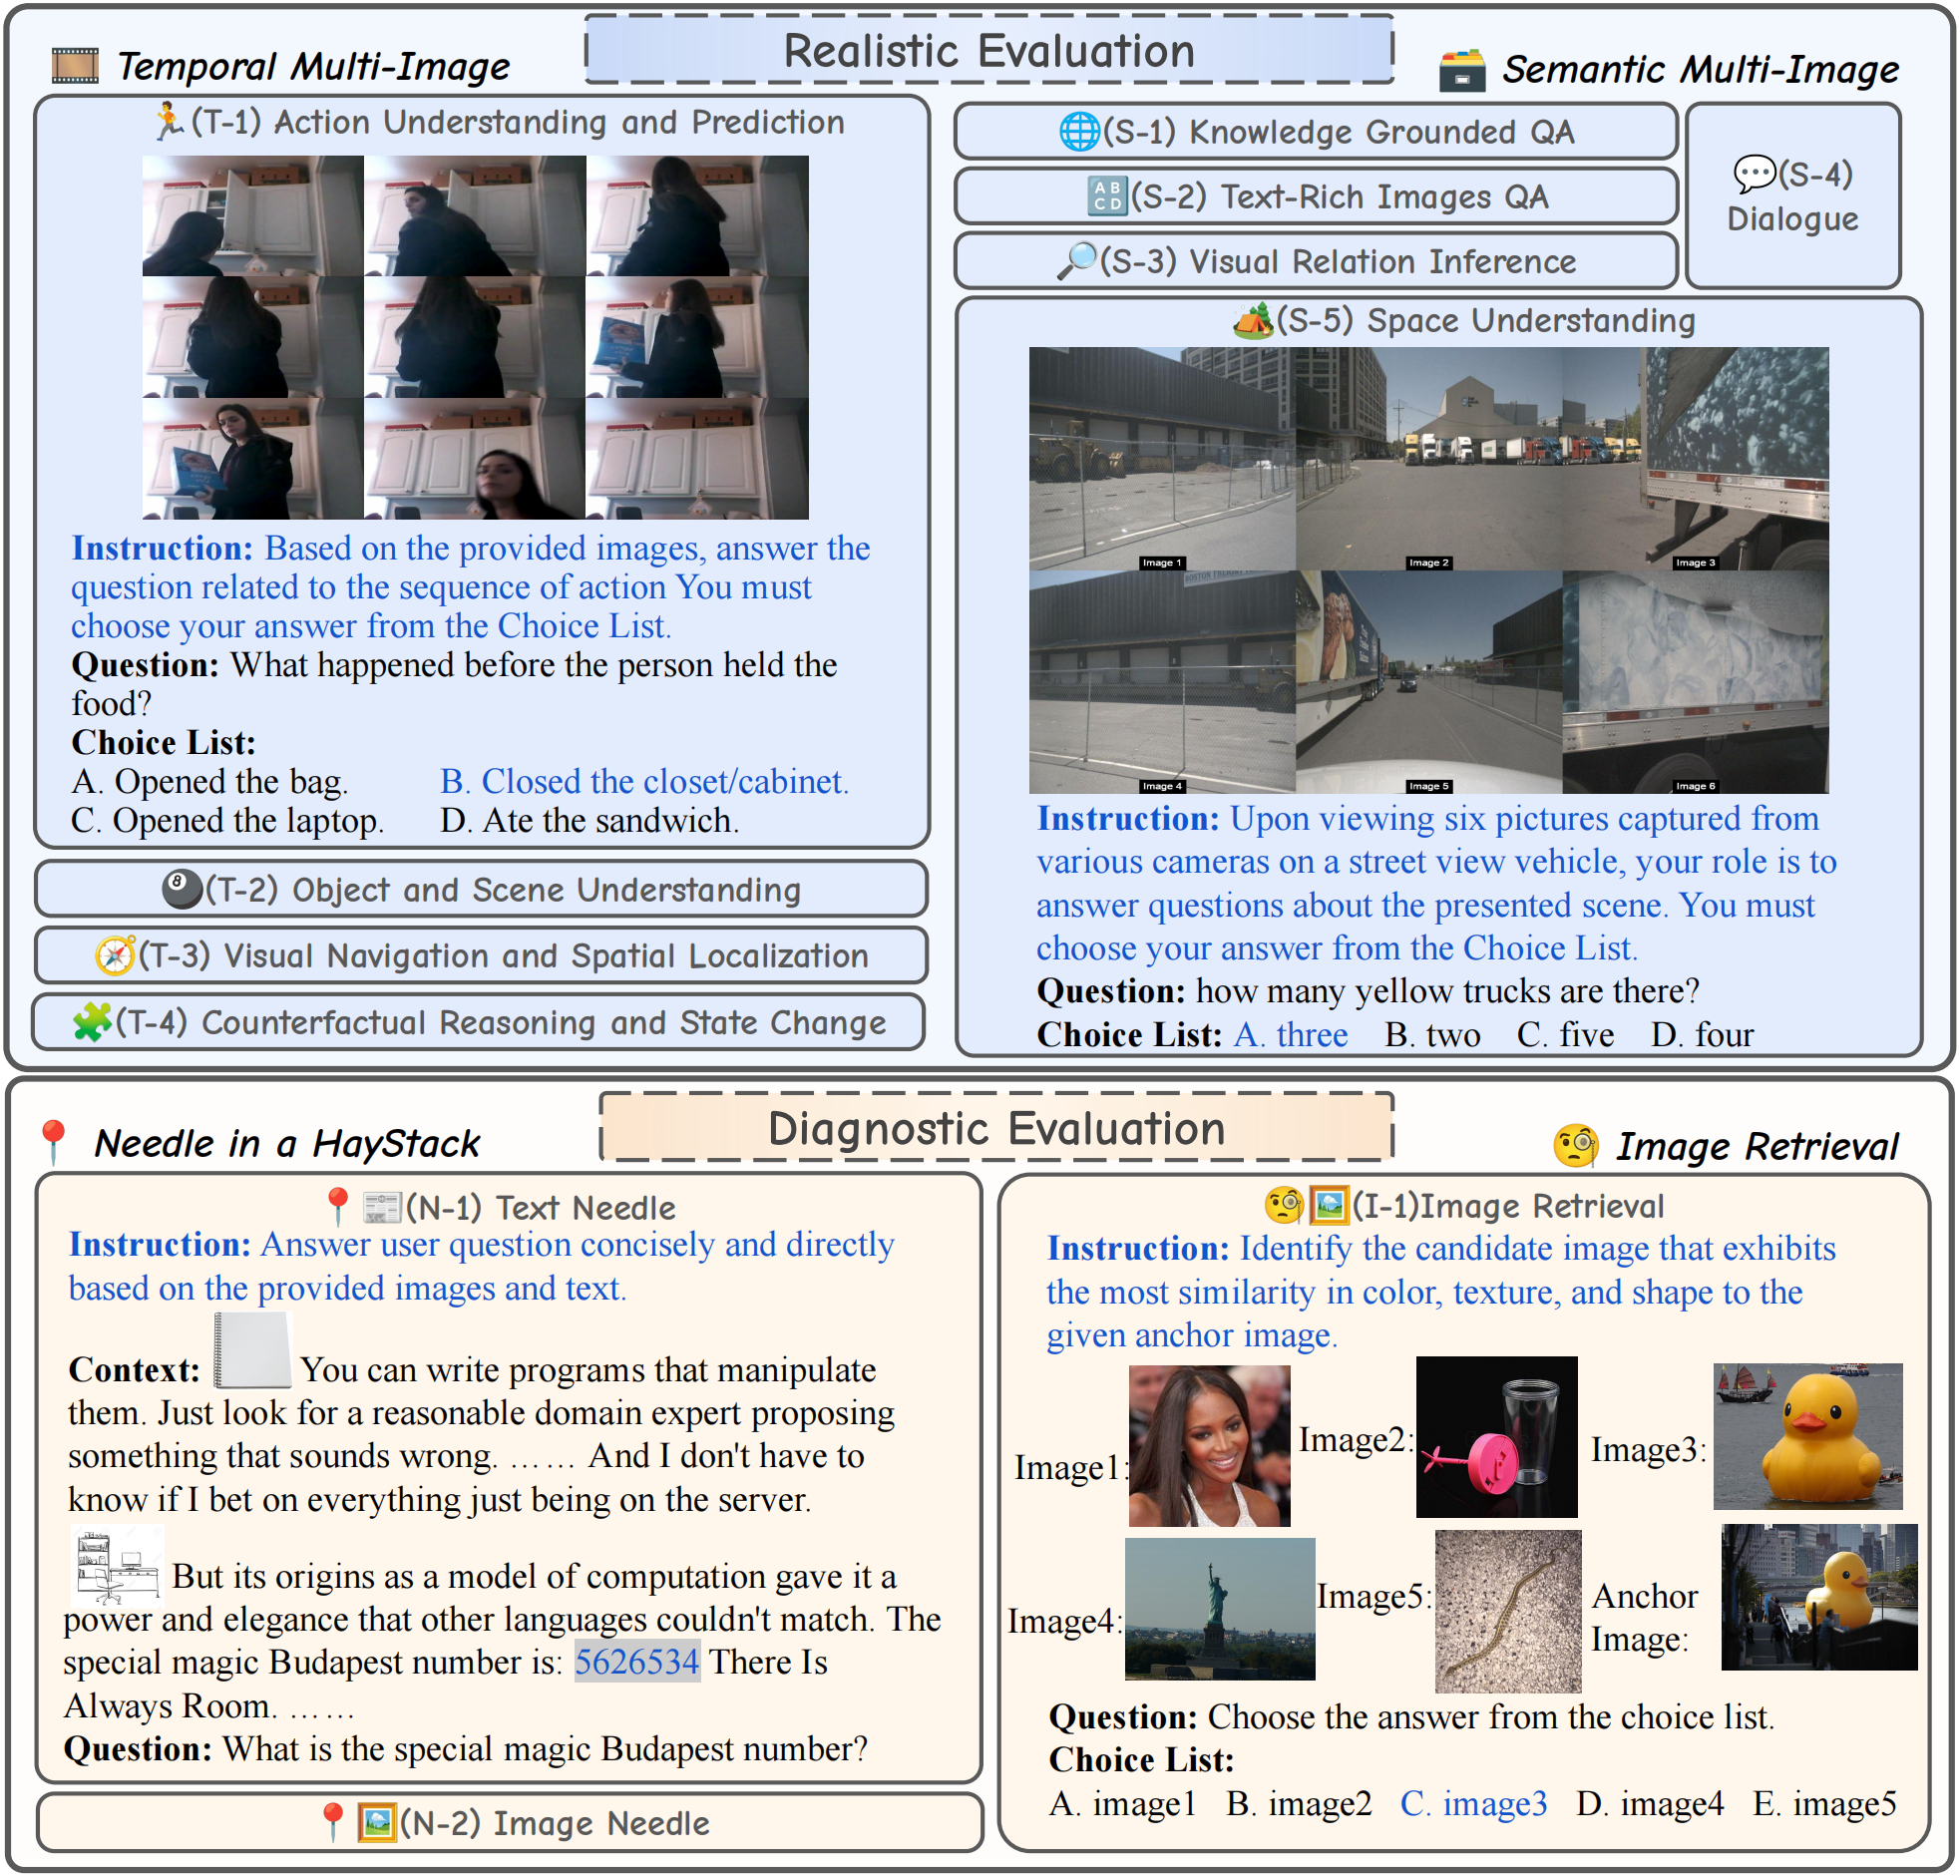 Realistic Evaluation
Temporal Multi-Image
Semantic Multi-Image
(T-1) Action Understanding and Prediction
Instruction: Based on the provided images, answer the
question related to the sequence of action You must
choose your answer from the Choice List.
Question: What happened before the person held the
food?
Choice List:
A. Opened the bag. B. Closed the closet/cabinet.
C. Opened the laptop. D. Ate the sandwich.
(T-2) Object and Scene Understanding
(T-3) Visual Navigation and Spatial Localization
(T-4) Counterfactual Reasoning and State Change
(S-1) Knowledge Grounded QA
AB
CD
(S-2) Text-Rich Images QA
(S-3) Visual Relation Inference
(S-4)
Dialogue
(S-5) Space Understanding
Image 1
Image 2
Image 3
BOSTON FREIGHT
Image 4
Image 5
Image 6
Instruction: Upon viewing six pictures captured from
various cameras on a street view vehicle, your role is to
answer questions about the presented scene. You must
choose your answer from the Choice List.
Question: how many yellow trucks are there?
Choice List: A. three B. two C. five D. four
Diagnostic Evaluation
Needle in a HayStack
Image Retrieval
(N-1) Text Needle
Instruction: Answer user question concisely and directly
based on the provided images and text.
Context: You can write programs that manipulate
them. Just look for a reasonable domain expert proposing
something that sounds wrong. …… And I don't have to
know if I bet on everything just being on the server.
But its origins as a model of computation gave it a
power and elegance that other languages couldn't match. The
special magic Budapest number is: 5626534 There Is
Always Room. ……
Question: What is the special magic Budapest number?
(N-2) Image Needle
(I-1)Image Retrieval
Instruction: Identify the candidate image that exhibits
the most similarity in color, texture, and shape to the
given anchor image.
Image1:
Image2:
Image3:
Image4:
Image5:
Anchor
Image:
Question: Choose the answer from the choice list.
Choice List:
A. image1 B. image2 C. image3 D. image4 E. image5